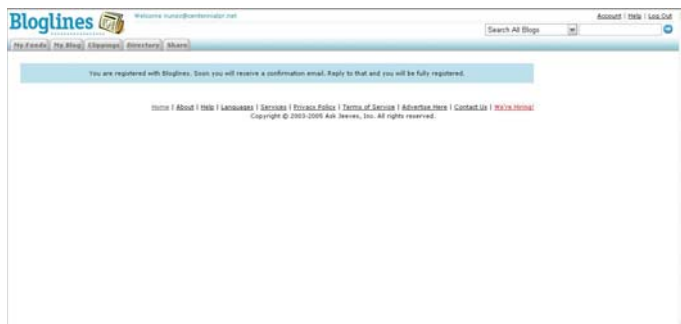 Bloglines
Welcome nunez@centennialpr.net
Account | Help | Log Out
Search All Blogs
My Feeds My Blog Clippings Directory Share
You are registered with Bloglines. Soon you will receive a confirmation email. Reply to that and you will be fully registered.
Home | About | Help | Languages | Services | Privacy Policy | Terms of Service | Advertise Here | Contact Us | We're Hiring!
Copyright © 2003-2005 Ask Jeeves, Inc. All rights reserved.